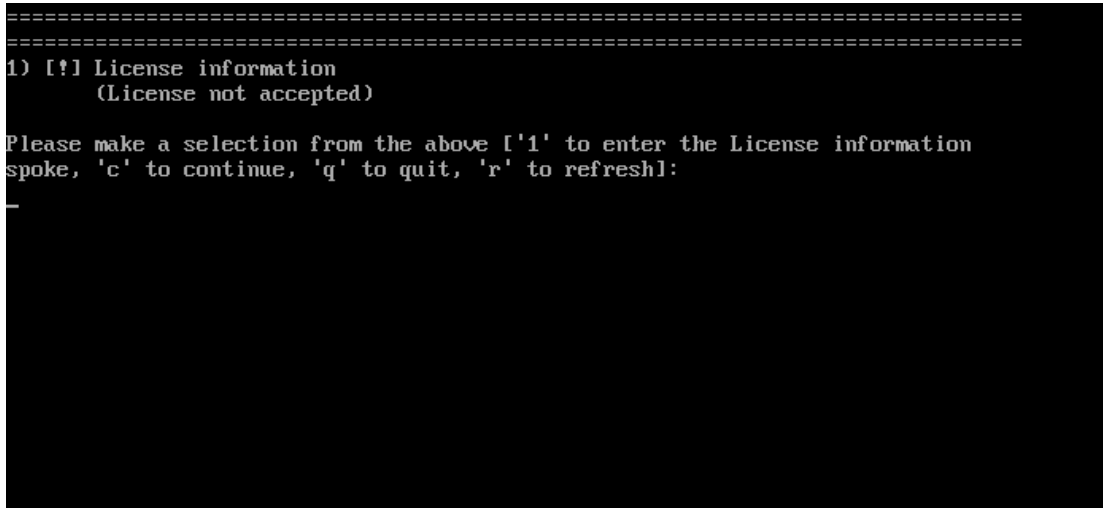 ================================================================================
================================================================================
1) [!] License information
       (License not accepted)
Please make a selection from the above ['1' to enter the License information
spoke, 'c' to continue, 'q' to quit, 'r' to refresh]:
_